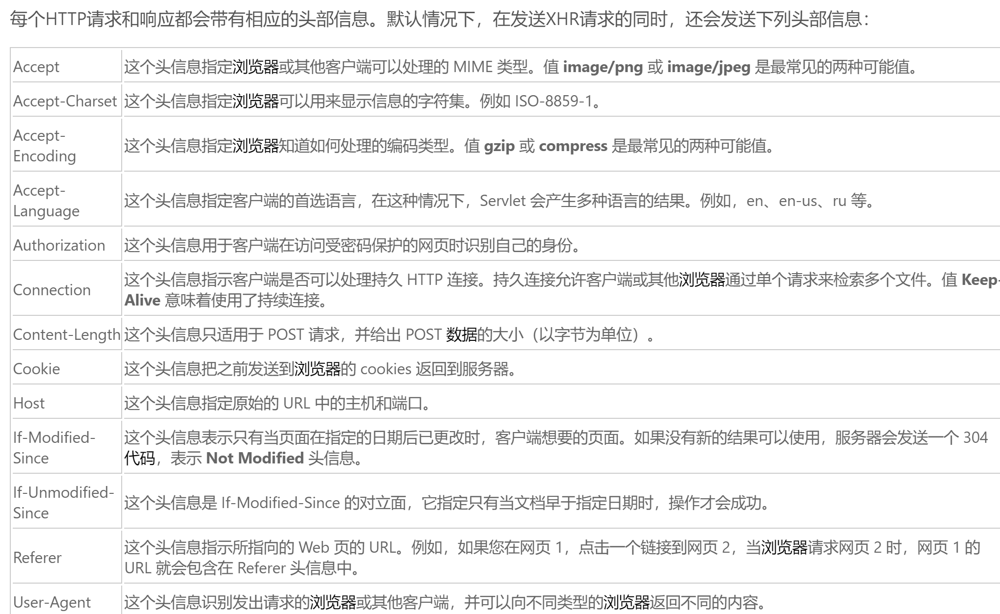 每个HTTP请求和响应都会带有相应的头部信息。默认情况下，在发送XHR请求的同时，还会发送下列头部信息：
Accept
这个头信息指定浏览器或其他客户端可以处理的 MIME 类型。值 image/png 或 image/jpeg 是最常见的两种可能值。
Accept-Charset
这个头信息指定浏览器可以用来显示信息的字符集。例如 ISO-8859-1。
Accept-
Encoding
这个头信息指定浏览器知道如何处理的编码类型。值 gzip 或 compress 是最常见的两种可能值。
Accept-
Language
这个头信息指定客户端的首选语言，在这种情况下，Servlet 会产生多种语言的结果。例如，en、en-us、ru 等。
Authorization
这个头信息用于客户端在访问受密码保护的网页时识别自己的身份。
Connection
这个头信息指示客户端是否可以处理持久 HTTP 连接。持久连接允许客户端或其他浏览器通过单个请求来检索多个文件。值 Keep-
Alive 意味着使用了持续连接。
Content-Length
这个头信息只适用于 POST 请求，并给出 POST 数据的大小（以字节为单位）。
Cookie
这个头信息把之前发送到浏览器的 cookies 返回到服务器。
Host
这个头信息指定原始的 URL 中的主机和端口。
If-Modified-
Since
这个头信息表示只有当页面在指定的日期后已更改时，客户端想要的页面。如果没有新的结果可以使用，服务器会发送一个 304
代码，表示 Not Modified 头信息。
If-Unmodified-
Since
这个头信息是 If-Modified-Since 的对立面，它指定只有当文档早于指定日期时，操作才会成功。
Referer
这个头信息指示所指向的 Web 页的 URL。例如，如果您在网页 1，点击一个链接到网页 2，当浏览器请求网页 2 时，网页 1 的
URL 就会包含在 Referer 头信息中。
User-Agent
这个头信息识别发出请求的浏览器或其他客户端，并可以向不同类型的浏览器返回不同的内容。